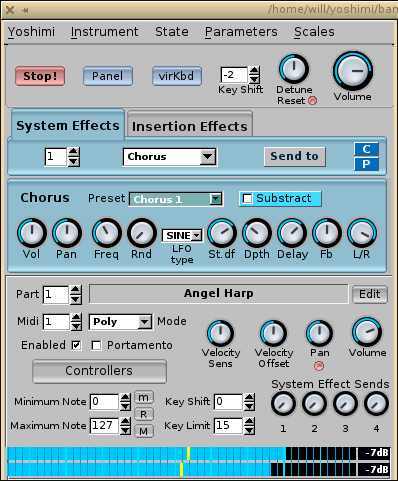 /home/will/yoshimi/ban
Yoshimi Instrument State Parameters Scales
Stop! Panel virKbd -2 Key Shift Detune Reset Volume
System Effects Insertion Effects
1 Chorus Send to C P
Chorus Preset Chorus 1 Substract
Vol Pan Freq Rnd SINE LFO type St.df Dpth Delay Fb L/R
Part 1 Angel Harp Edit
Midi 1 Poly Mode
Enabled Portamento Velocity Sens Velocity Offset Pan Volume
Controllers System Effect Sends
Minimum Note 0 m Key Shift 0
R
Maximum Note 127 M Key Limit 15 1 2 3 4
-7dB
-7dB